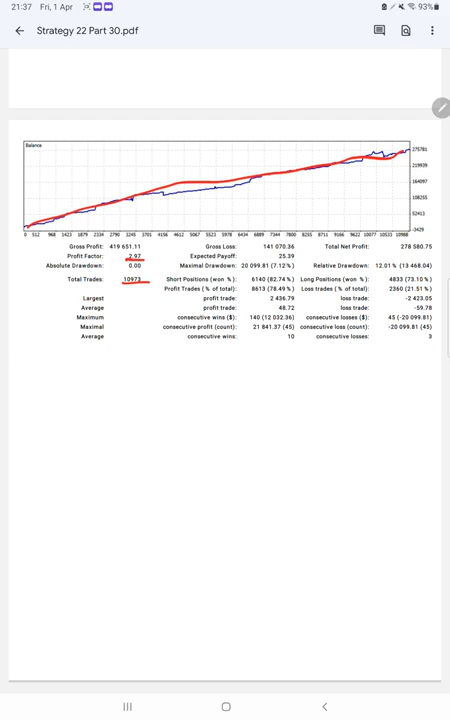 21:37 Fri, 1 Apr 93%
Strategy 22 Part 30.pdf
Balance
275781
219939
164097
108255
52413
-3429
0 512 968 1423 1879 2334 2790 3245 3701 4156 4612 5067 5523 5978 6434 6889 7344 7800 8255 8711 9166 9622 10077 10533 10988
Gross Profit: 419 651.11 Gross Loss: 141 070.36 Total Net Profit: 278 580.75
Profit Factor: 2.97 Expected Payoff: 25.39
Absolute Drawdown: 0.00 Maximal Drawdown: 20 099.81 (7.12%) Relative Drawdown: 12.01% (13 468.04)
Total Trades: 10973 Short Positions (won %): 6140 (82.74%) Long Positions (won %): 4833 (73.10%)
Profit Trades (% of total): 8613 (78.49%) Loss trades (% of total): 2360 (21.51%)
Largest profit trade: 2 436.79 loss trade: -2 423.05
Average profit trade: 48.72 loss trade: -59.78
Maximum consecutive wins ($): 140 (12 032.36) consecutive losses ($): 45 (-20 099.81)
Maximal consecutive profit (count): 21 841.37 (45) consecutive loss (count): -20 099.81 (45)
Average consecutive wins: 10 consecutive losses: 3